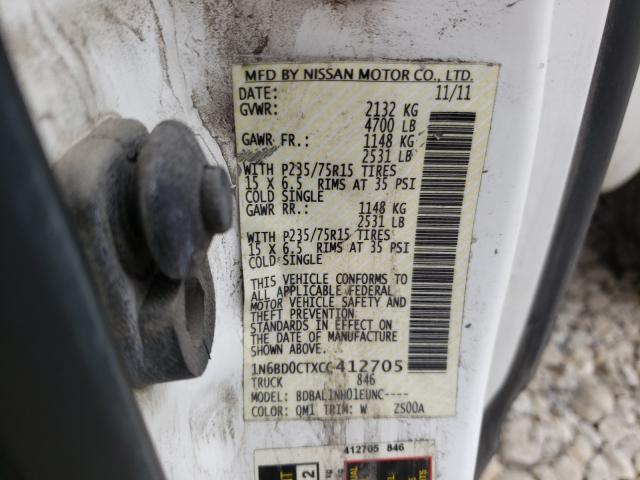 MFD BY NISSAN MOTOR CO., LTD.
DATE: 11/11
GVWR: 2132 KG
4700 LB
GAWR FR.: 1148 KG
2531 LB
WITH P235/75R15 TIRES
15 X 6.5 RIMS AT 35 PSI
COLD SINGLE
GAWR RR.: 1148 KG
2531 LB
WITH P235/75R15 TIRES
15 X 6.5 RIMS AT 35 PSI
COLD SINGLE
THIS VEHICLE CONFORMS TO
ALL APPLICABLE FEDERAL
MOTOR VEHICLE SAFETY AND
THEFT PREVENTION
STANDARDS IN EFFECT ON
THE DATE OF MANUFACTURE
SHOWN ABOVE.
1N6BD0CTXCC412705
TRUCK 846
MODEL: BDBAL1NH01EUNC----
COLOR: QM1 TRIM: W ZS00A
412705 846